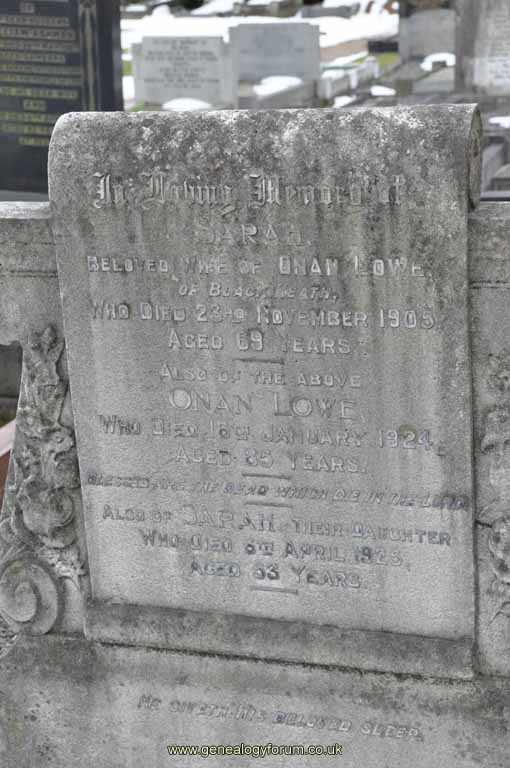 In Loving Memory of
SARAH,
BELOVED WIFE OF ONAN LOWE,
OF BLACKHEATH,
WHO DIED 23RD NOVEMBER 1905,
AGED 69 YEARS.
ALSO OF THE ABOVE
ONAN LOWE
WHO DIED 16TH JANUARY 1924,
AGED 85 YEARS.
BLESSED ARE THE DEAD WHICH DIE IN THE LORD
ALSO OF SARAH, THEIR DAUGHTER
WHO DIED 6TH APRIL
AGED YEARS.
HE GIVETH HIS BELOVED SLEEP.
www.genealogyforum.co.uk